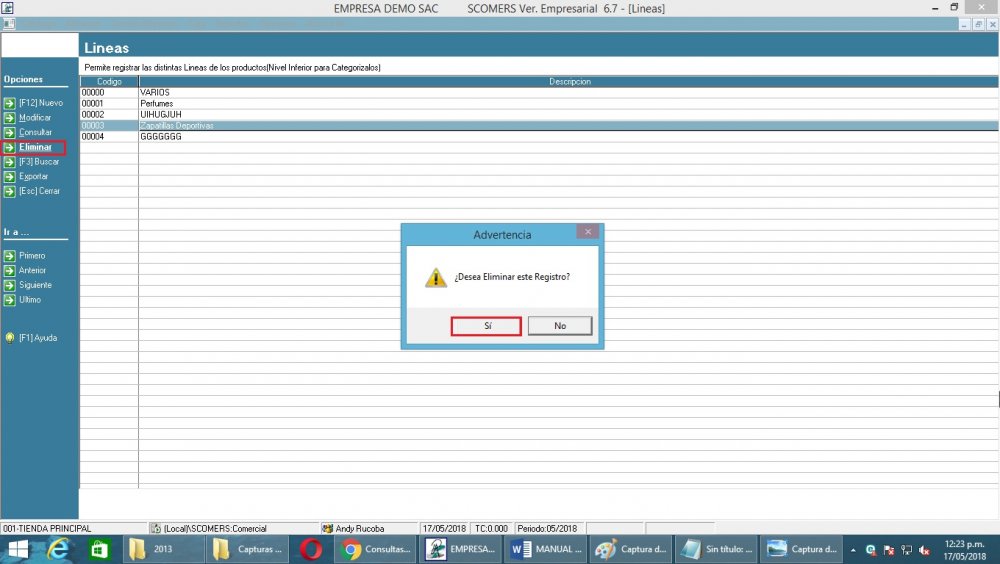 EMPRESA DEMO SAC SCOMERS Ver. Empresarial 6.7 - [Lineas]
Lineas
Permite registrar las distintas Lineas de los productos(Nivel Inferior para Categorizalos)
Opciones
[F12] Nuevo
Modificar
Consultar
Eliminar
[F3] Buscar
Exportar
[Esc] Cerrar
Ir a ...
Primero
Anterior
Siguiente
Ultimo
[F1] Ayuda
Codigo Descripcion
00000 VARIOS
00001 Perfumes
00002 UIHUGJUH
00003 Zapatillas Deportivas
00004 GGGGGGG
Advertencia
¿Desea Eliminar este Registro?
Sí No
001-TIENDA PRINCIPAL (Local)\SCOMERS:Comercial Andy Rucoba 17/05/2018 TC:0.000 Periodo:05/2018
2013 Capturas ... Consultas... EMPRESA... MANUAL ... Captura d... Sin título: ... Captura d...
12:23 p.m.
17/05/2018